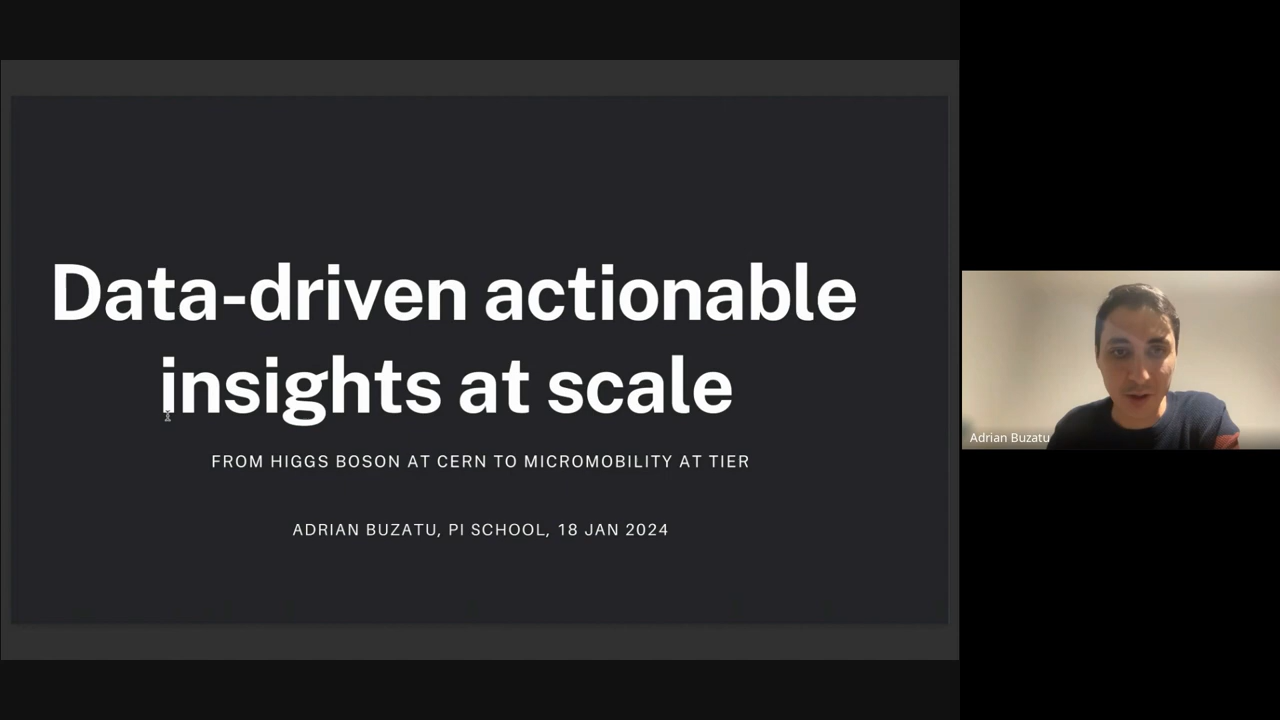 Data-driven actionable
insights at scale
FROM HIGGS BOSON AT CERN TO MICROMOBILITY AT TIER
ADRIAN BUZATU, PI SCHOOL, 18 JAN 2024
Adrian Buzatu